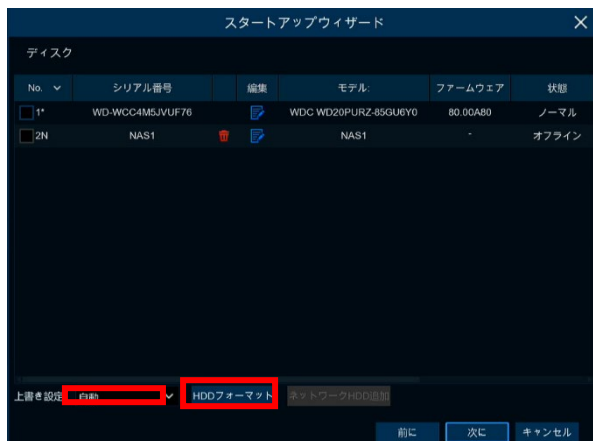 スタートアップウィザード
ディスク
No. シリアル番号 編集 モデル: ファームウエア 状態
1* WD-WCC4M5JVUF76 WDC WD20PURZ-85GU6Y0 80.00A80 ノーマル
2N NAS1 NAS1 - オフライン
上書き設定 自動 HDDフォーマット ネットワークHDD追加
前に 次に キャンセル